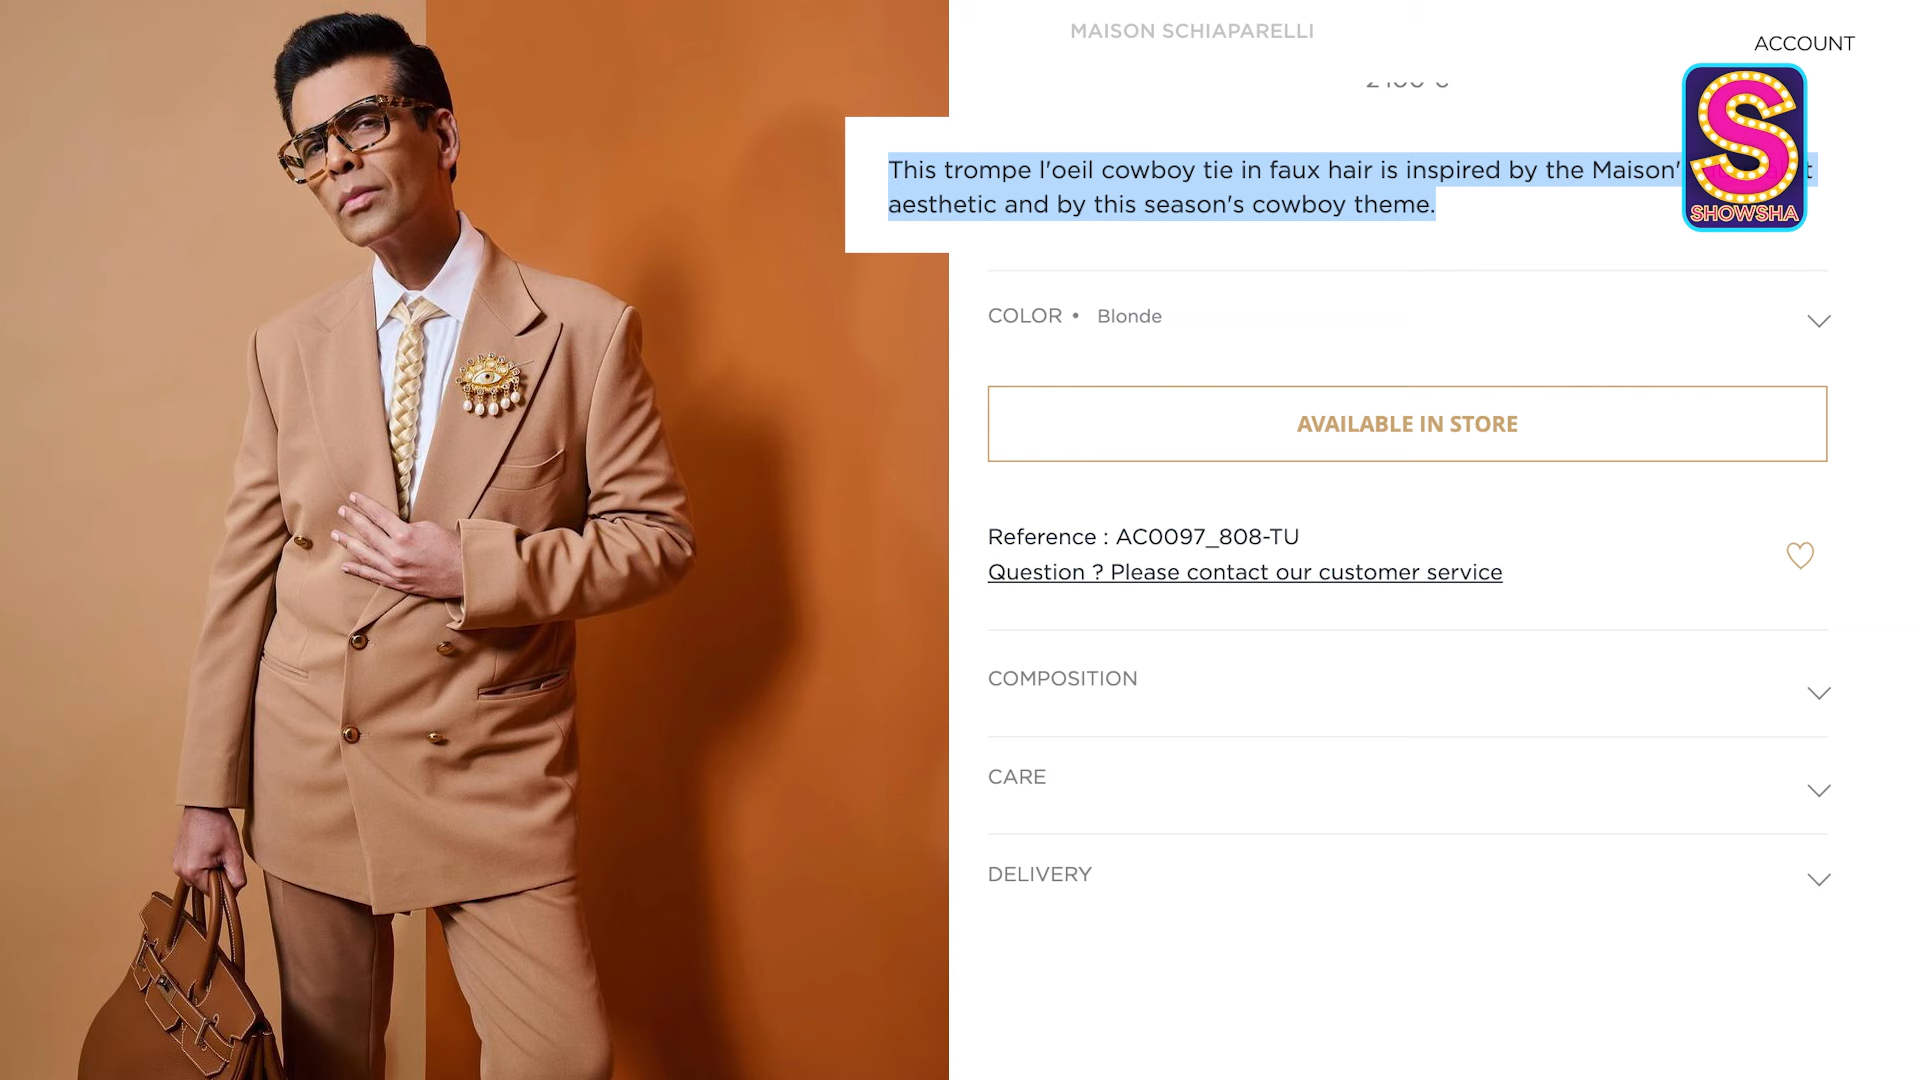 MAISON SCHIAPARELLI
ACCOUNT
This trompe l'oeil cowboy tie in faux hair is inspired by the Maison'
aesthetic and by this season's cowboy theme.
S
SHOWSHA
COLOR • Blonde
AVAILABLE IN STORE
Reference : AC0097_808-TU
Question ? Please contact our customer service
COMPOSITION
CARE
DELIVERY